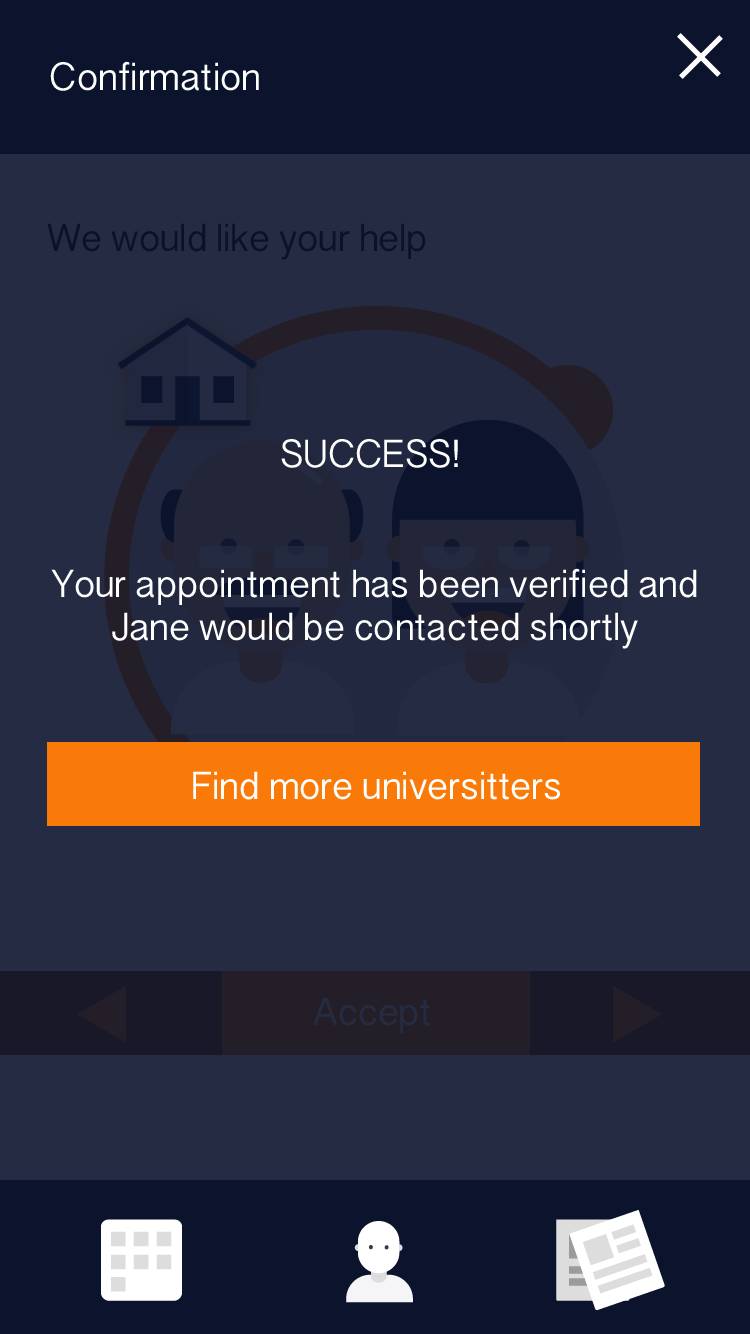 Confirmation
We would like your help
SUCCESS!
Your appointment has been verified and
Jane would be contacted shortly
Find more universitters
Accept